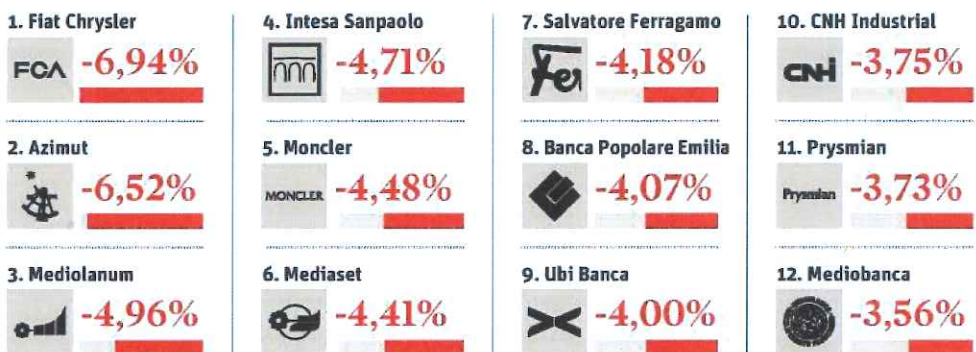 1. Fiat Chrysler
FCA -6,94%
2. Azimut
-6,52%
3. Mediolanum
-4,96%
4. Intesa Sanpaolo
-4,71%
5. Moncler
MONCLER -4,48%
6. Mediaset
-4,41%
7. Salvatore Ferragamo
Fer -4,18%
8. Banca Popolare Emilia
-4,07%
9. Ubi Banca
-4,00%
10. CNH Industrial
CNH -3,75%
11. Prysmian
Prysmian -3,73%
12. Mediobanca
-3,56%